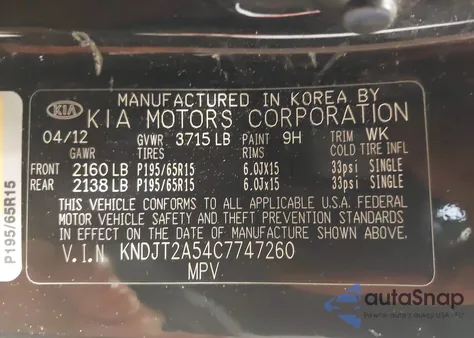 MANUFACTURED IN KOREA BY
KIA KIA MOTORS CORPORATION
04/12 GVWR 3715 LB PAINT 9H TRIM WK
GAWR TIRES RIMS COLD TIRE INFL
FRONT 2160 LB P195/65R15 6.0JX15 33psi SINGLE
REAR 2138 LB P195/65R15 6.0Jx15 33psi SINGLE
THIS VEHICLE CONFORMS TO ALL APPLICABLE U.S.A. FEDERAL
MOTOR VEHICLE SAFETY AND THEFT PREVENTION STANDARDS
IN EFFECT ON THE DATE OF MANUFACTURE SHOWN ABOVE.
V.I.N KNDJT2A54C7747260
MPV
P195/65R15
autoSnap